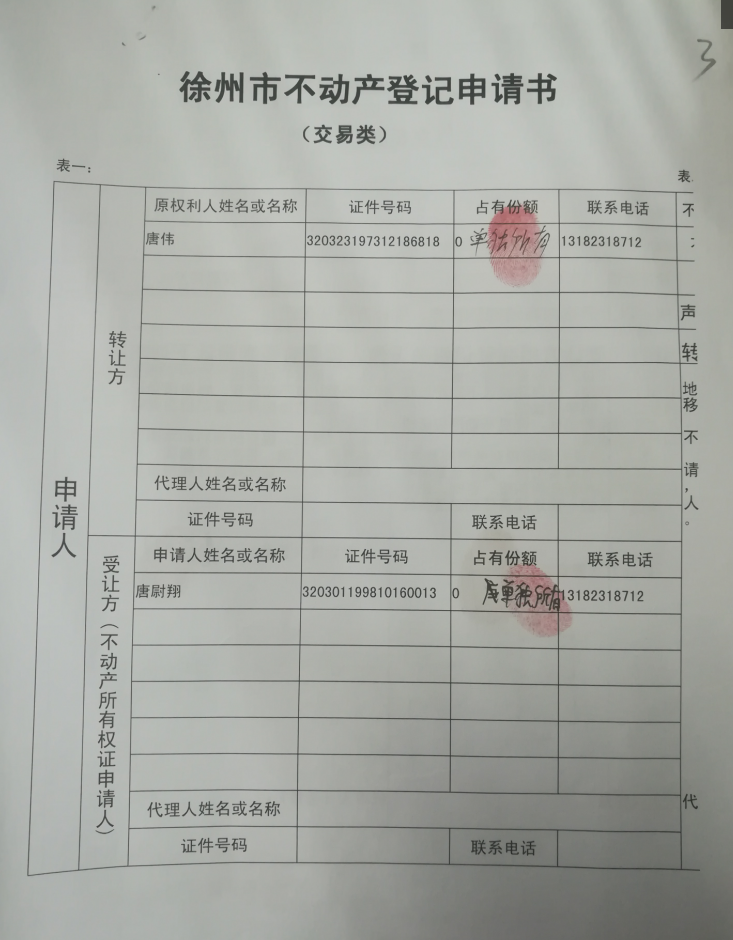 3
徐州市不动产登记申请书
（交易类）
表一：
表
申请人
转让方
原权利人姓名或名称 证件号码 占有份额 联系电话
唐伟 320323197312186818 0 单独所有 13182318712
代理人姓名或名称
证件号码 联系电话
受让方（不动产所有权证申请人）
申请人姓名或名称 证件号码 占有份额 联系电话
唐尉翔 320301199810160013 0 单独所有 13182318712
代理人姓名或名称
证件号码 联系电话
不
声
转
地
移
不
请，
人。
代